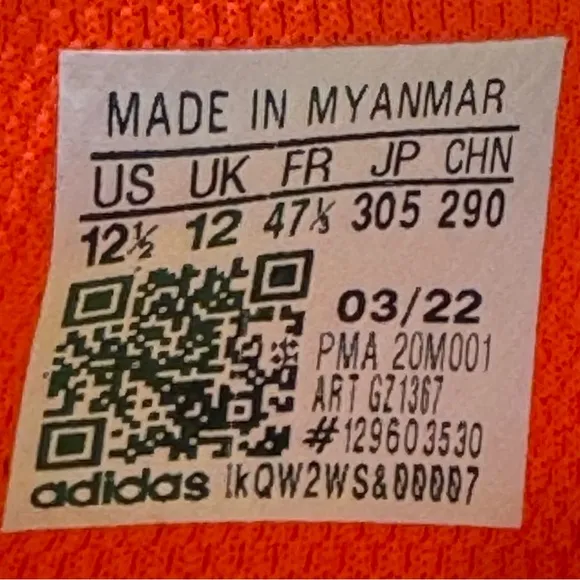 MADE IN MYANMAR
US UK FR JP CHN
12½ 12 47⅓ 305 290
03/22
PMA 20M001
ART GZ1367
#129603530
adidas IkQW2WS&00007